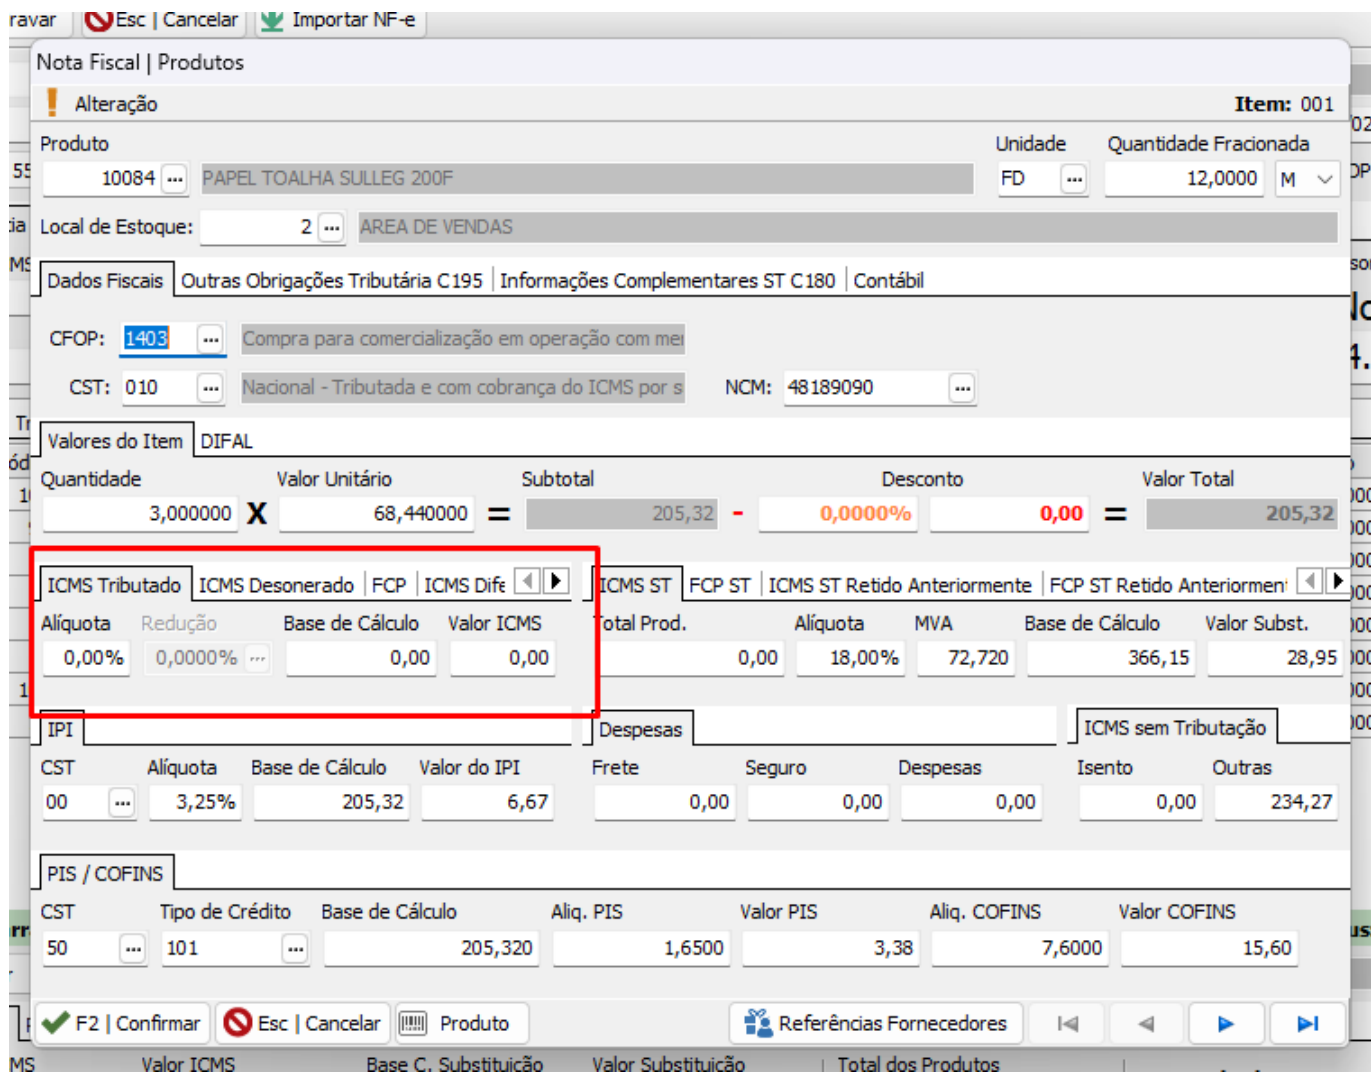 Esc | Cancelar Importar NF-e
Nota Fiscal | Produtos
Alteração Item: 001
Produto Unidade Quantidade Fracionada
10084 ... PAPEL TOALHA SULLEG 200F FD ... 12,0000 M
Local de Estoque: 2 ... AREA DE VENDAS
Dados Fiscais Outras Obrigações Tributária C195 Informações Complementares ST C180 Contábil
CFOP: 1403 ... Compra para comercialização em operação com mer
CST: 010 ... Nacional - Tributada e com cobrança do ICMS por s NCM: 48189090 ...
Valores do Item DIFAL
Quantidade Valor Unitário Subtotal Desconto Valor Total
3,000000 X 68,440000 = 205,32 - 0,0000% 0,00 = 205,32
ICMS Tributado ICMS Desonerado FCP ICMS Dife ICMS ST FCP ST ICMS ST Retido Anteriormente FCP ST Retido Anteriormen
Alíquota Redução Base de Cálculo Valor ICMS Total Prod. Alíquota MVA Base de Cálculo Valor Subst.
0,00% 0,0000% ... 0,00 0,00 0,00 18,00% 72,720 366,15 28,95
IPI Despesas ICMS sem Tributação
CST Alíquota Base de Cálculo Valor do IPI Frete Seguro Despesas Isento Outras
00 ... 3,25% 205,32 6,67 0,00 0,00 0,00 0,00 234,27
PIS / COFINS
CST Tipo de Crédito Base de Cálculo Aliq. PIS Valor PIS Aliq. COFINS Valor COFINS
50 ... 101 ... 205,320 1,6500 3,38 7,6000 15,60
F2 | Confirmar Esc | Cancelar Produto Referências Fornecedores
Valor ICMS Base C. Substituição Valor Substituição Total dos Produtos